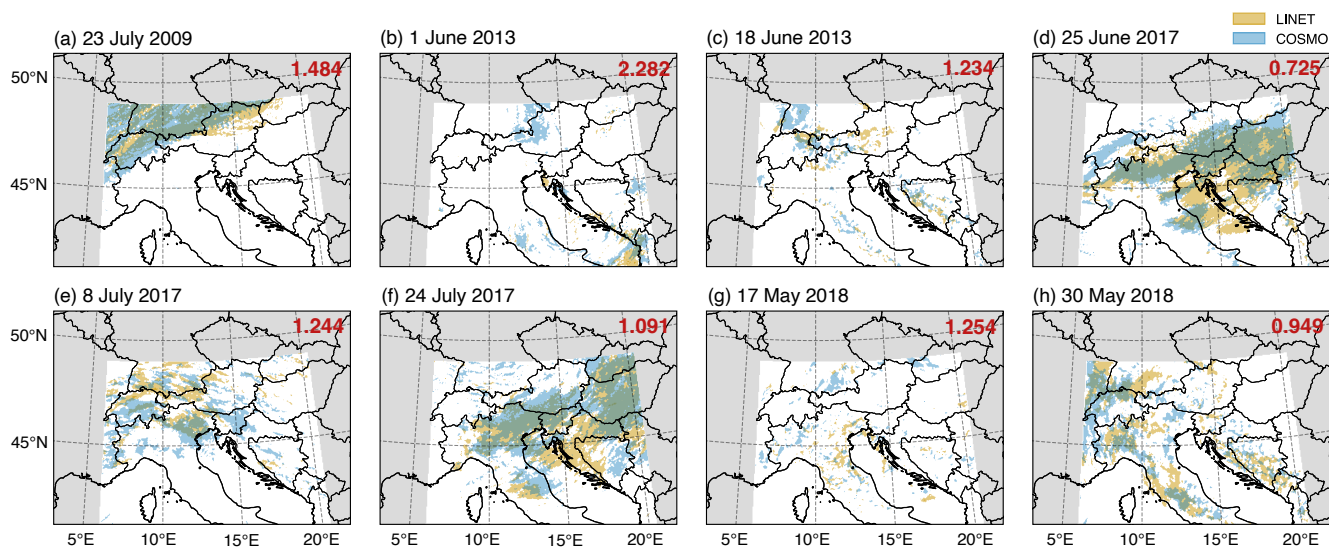 LINET
COSMO
(a) 23 July 2009
(b) 1 June 2013
(c) 18 June 2013
(d) 25 June 2017
50°N
45°N
1.484
2.282
1.234
0.725
(e) 8 July 2017
(f) 24 July 2017
(g) 17 May 2018
(h) 30 May 2018
50°N
45°N
1.244
1.091
1.254
0.949
5°E 10°E 15°E 20°E
5°E 10°E 15°E 20°E
5°E 10°E 15°E 20°E
5°E 10°E 15°E 20°E